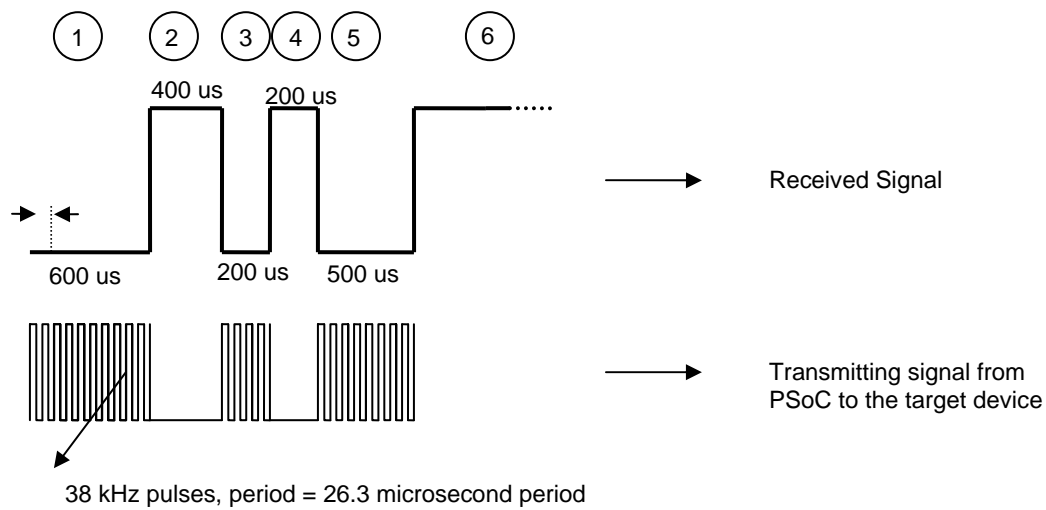 1 2 3 4 5 6
400 us 200 us
Received Signal
600 us 200 us 500 us
Transmitting signal from
PSoC to the target device
38 kHz pulses, period = 26.3 microsecond period